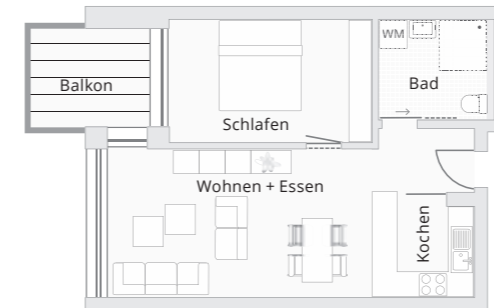 WM
Balkon
Bad
Schlafen
Wohnen + Essen
Kochen